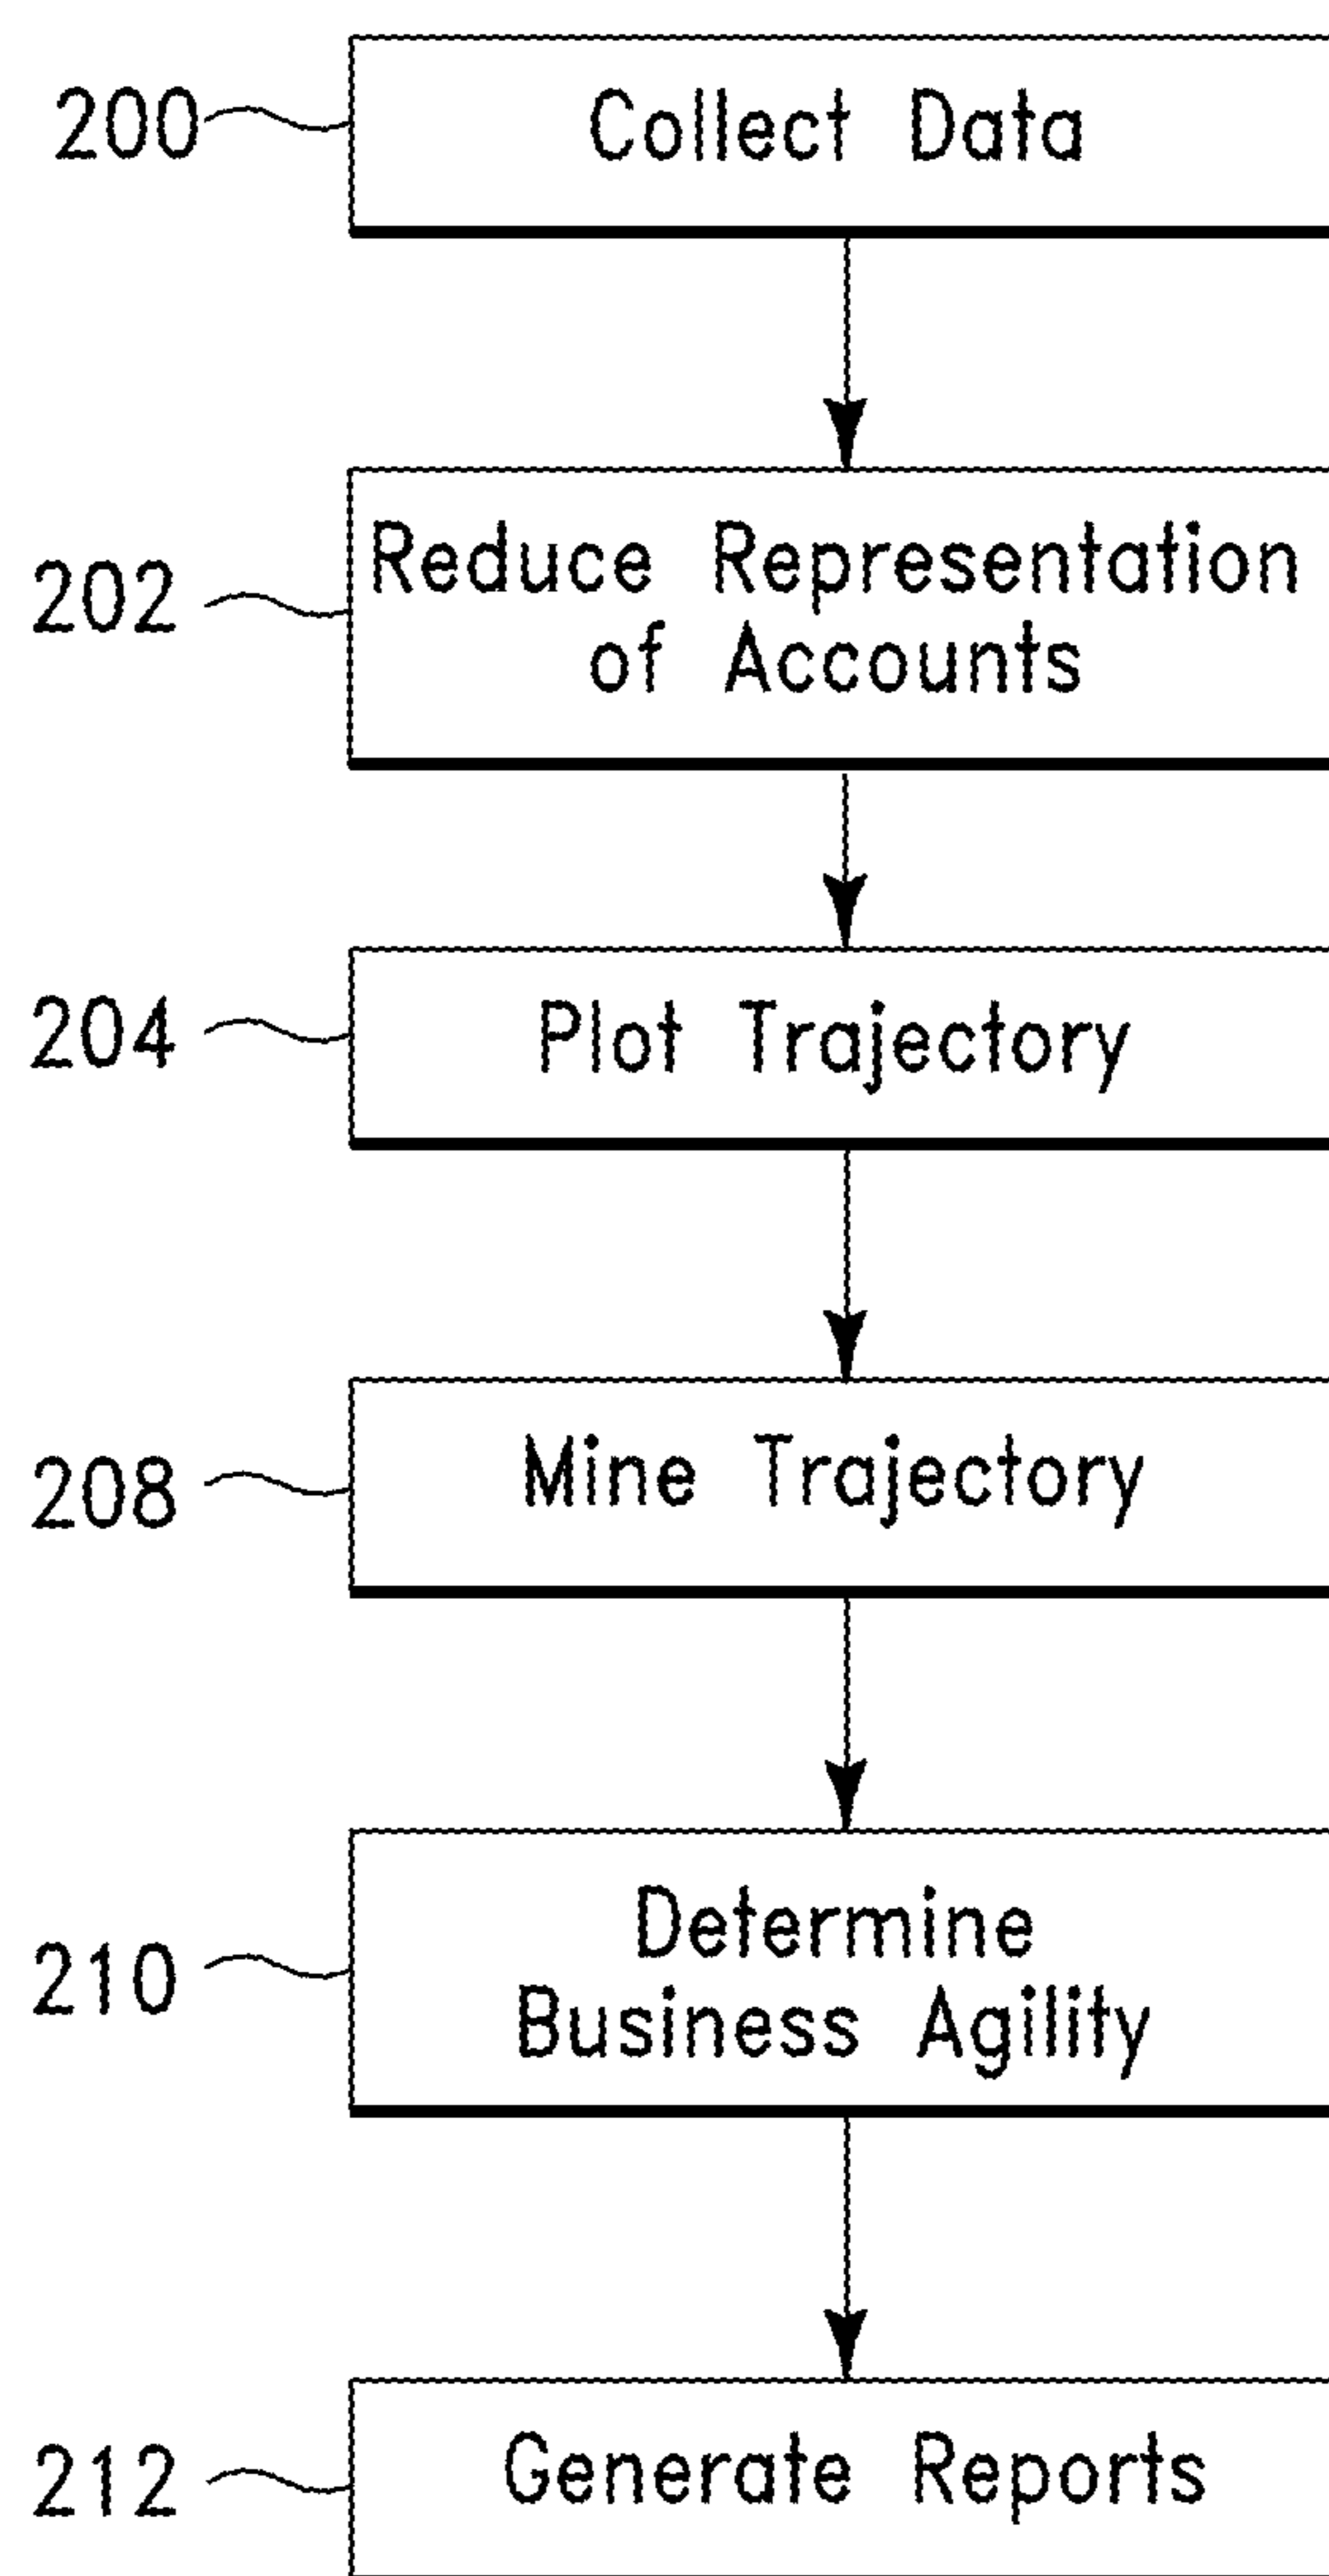 200 Collect Data
202 Reduce Representation
of Accounts
204 Plot Trajectory
208 Mine Trajectory
210 Determine
Business Agility
212 Generate Reports